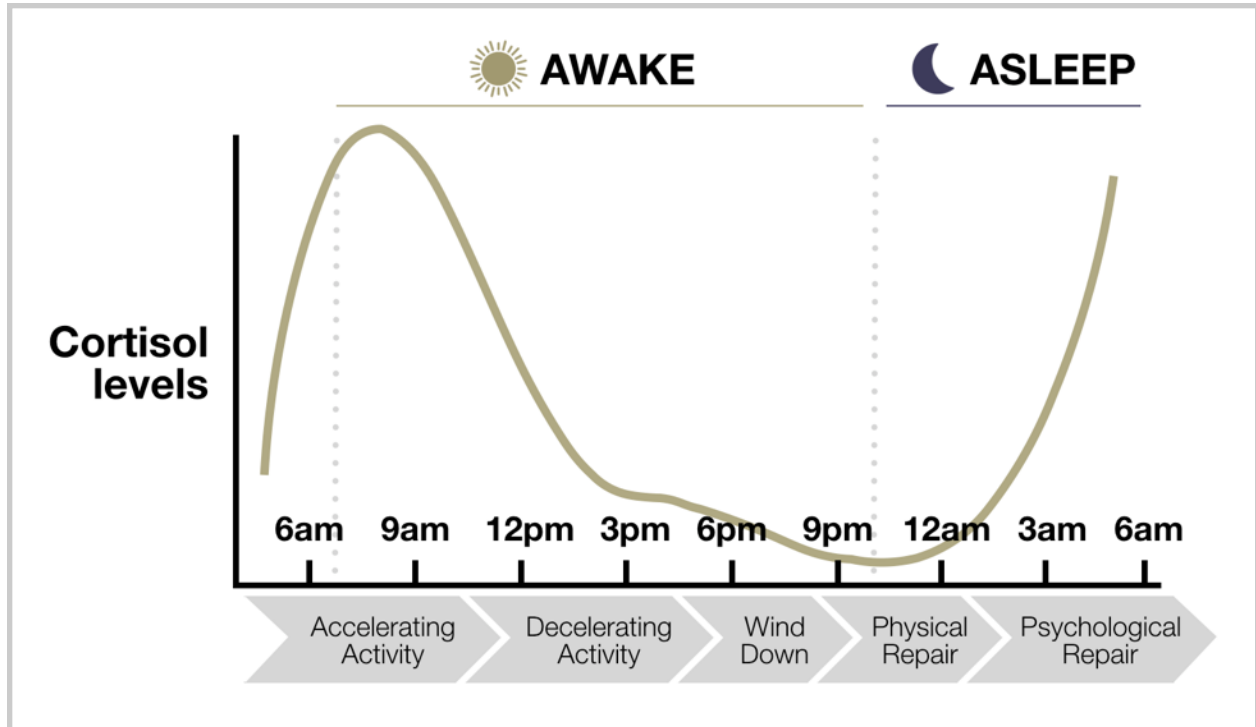 AWAKE ASLEEP
Cortisol
levels
6am 9am 12pm 3pm 6pm 9pm 12am 3am 6am
Accelerating
Activity
Decelerating
Activity
Wind
Down
Physical
Repair
Psychological
Repair